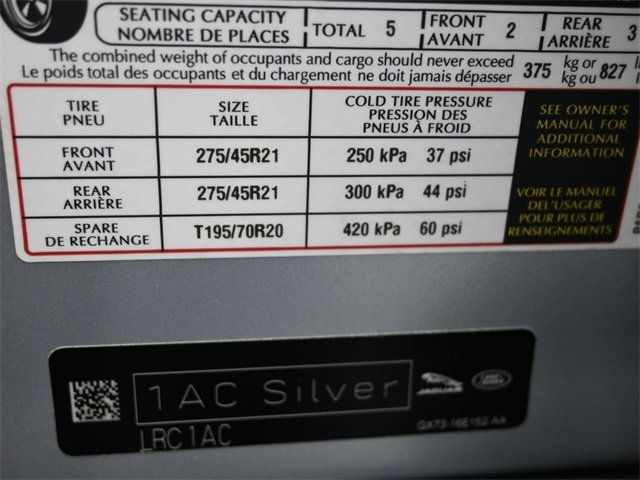 SEATING CAPACITY
NOMBRE DE PLACES
TOTAL 5
FRONT
AVANT 2
REAR
ARRIÈRE 3
The combined weight of occupants and cargo should never exceed
Le poids total des occupants et du chargement ne doit jamais dépasser
375 kg or
kg ou 827
TIRE
PNEU
SIZE
TAILLE
COLD TIRE PRESSURE
PRESSION DES
PNEUS À FROID
SEE OWNER'S
MANUAL FOR
ADDITIONAL
INFORMATION
FRONT
AVANT
275/45R21
250 kPa 37 psi
REAR
ARRIÈRE
275/45R21
300 kPa 44 psi
VOIR LE MANUEL
DEL'USAGER
POUR PLUS DE
RENSEIGNEMENTS
SPARE
DE RECHANGE
T195/70R20
420 kPa 60 psi
1AC Silver
LRC1AC
JAGUAR
GX73-16E152-AA